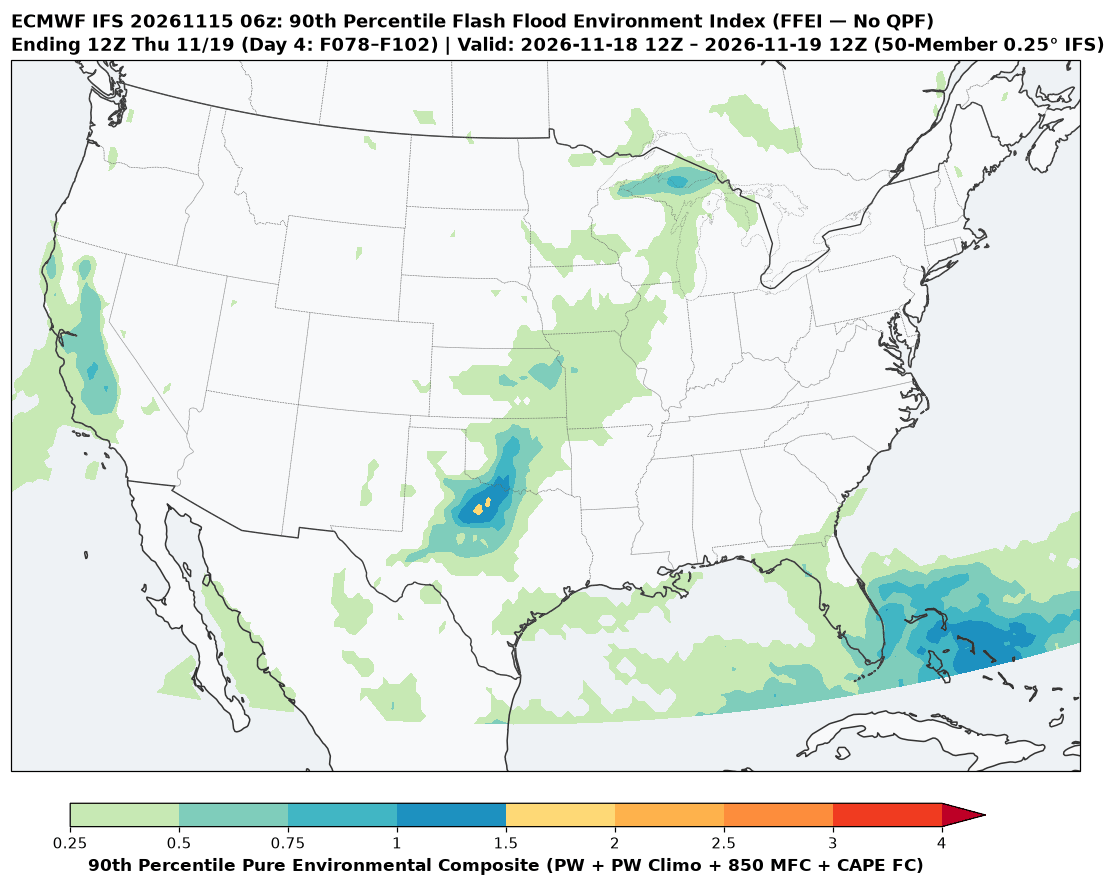 ECMWF IFS 20261115 06z: 90th Percentile Flash Flood Environment Index (FFEI — No QPF)
Ending 12Z Thu 11/19 (Day 4: F078–F102) | Valid: 2026-11-18 12Z – 2026-11-19 12Z (50-Member 0.25° IFS)
0.25 0.5 0.75 1 1.5 2 2.5 3 4
90th Percentile Pure Environmental Composite (PW + PW Climo + 850 MFC + CAPE FC)